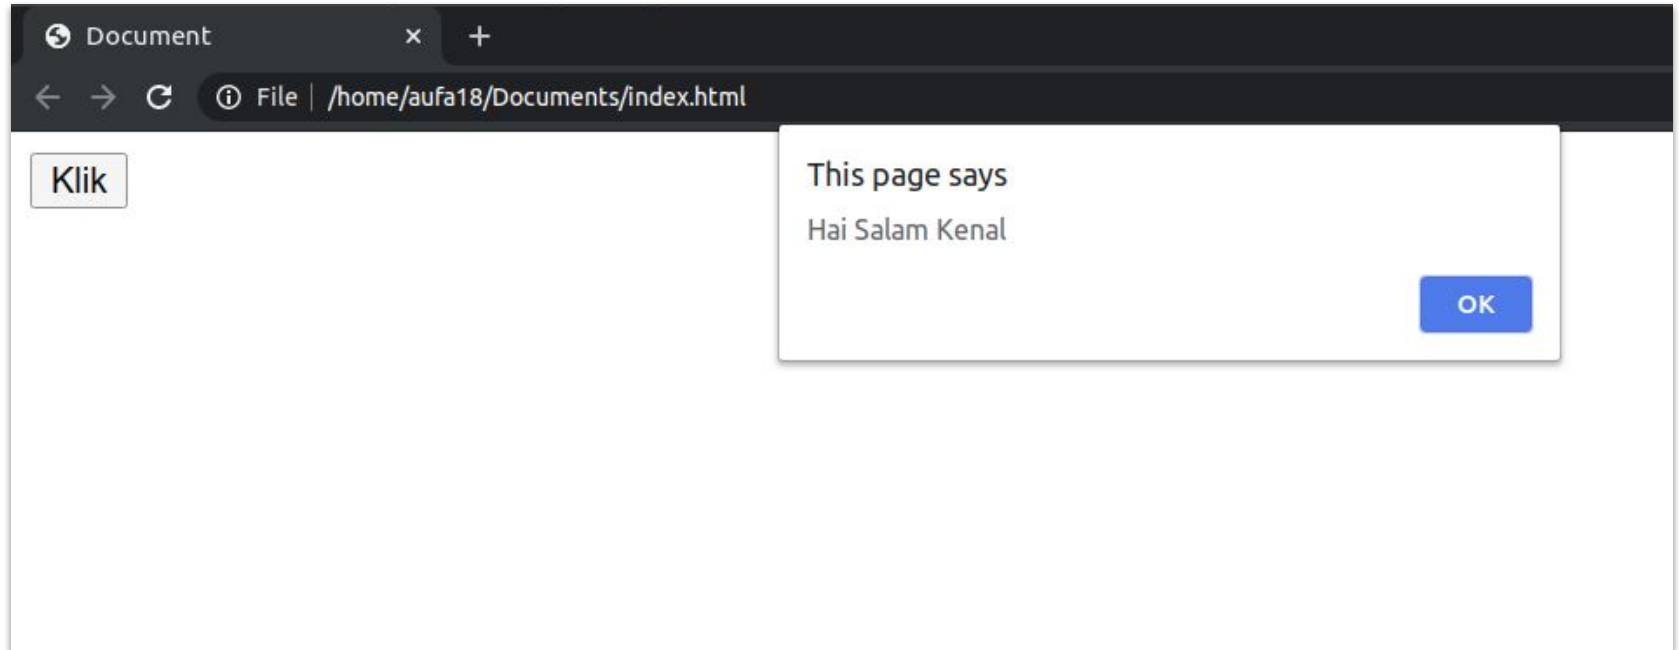 Document
File | /home/aufa18/Documents/index.html
Klik
This page says
Hai Salam Kenal
OK